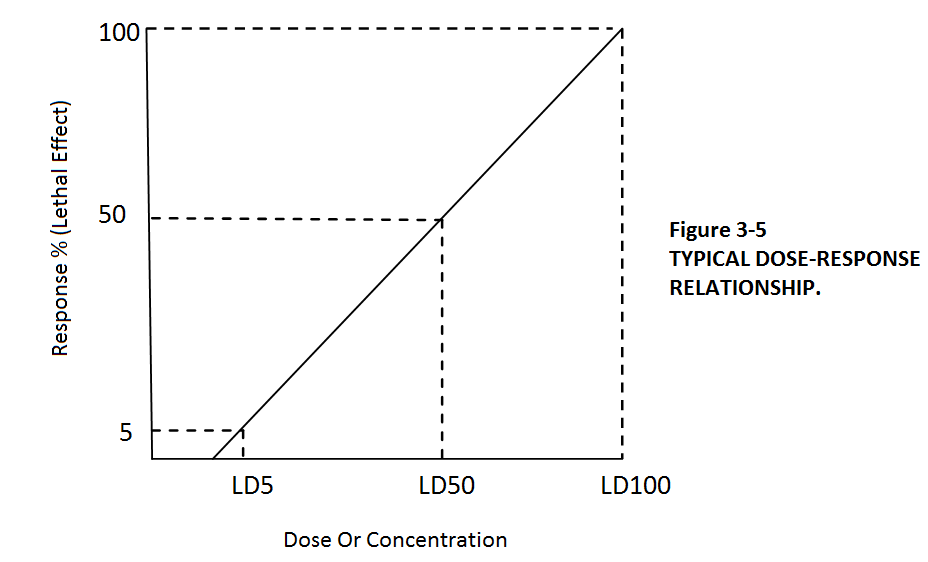 100
50
5
Response % (Lethal Effect)
LD5
LD50
LD100
Dose Or Concentration
Figure 3-5
TYPICAL DOSE-RESPONSE
RELATIONSHIP.